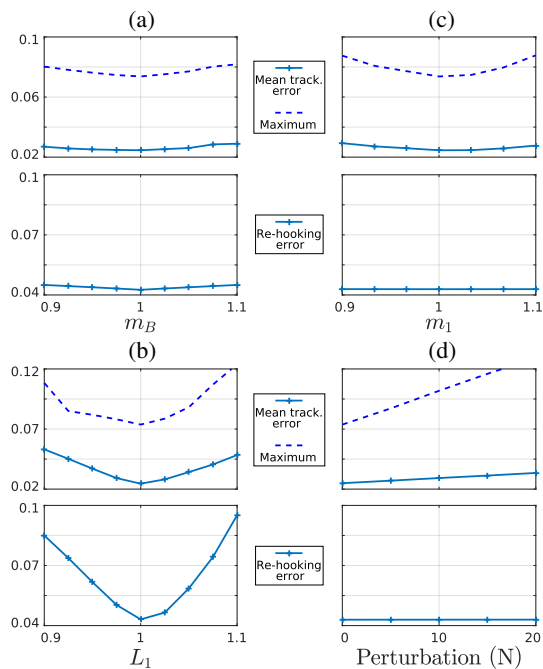 (a)
(c)
0.1
0.06
0.02
Mean track.
error
Maximum
0.1
0.07
0.04
Re-hooking
error
0.9
1
1.1
0.9
1
1.1
m_B
m_1
(b)
(d)
0.12
0.07
0.02
Mean track.
error
Maximum
0.1
0.07
0.04
Re-hooking
error
0.9
1
1.1
0
10
20
L_1
Perturbation (N)